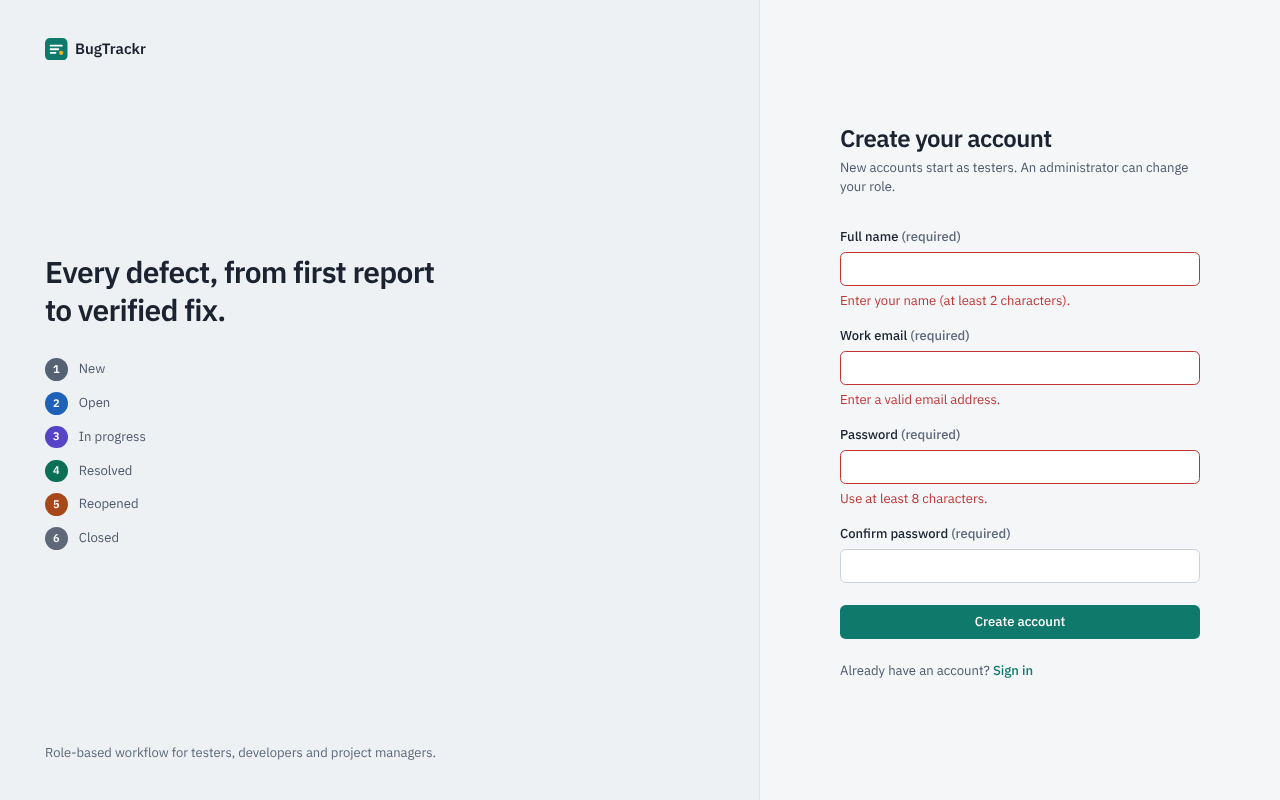 BugTrackr
Every defect, from first report
to verified fix.
1 New
2 Open
3 In progress
4 Resolved
5 Reopened
6 Closed
Role-based workflow for testers, developers and project managers.
Create your account
New accounts start as testers. An administrator can change
your role.
Full name (required)
Enter your name (at least 2 characters).
Work email (required)
Enter a valid email address.
Password (required)
Use at least 8 characters.
Confirm password (required)
Create account
Already have an account? Sign in